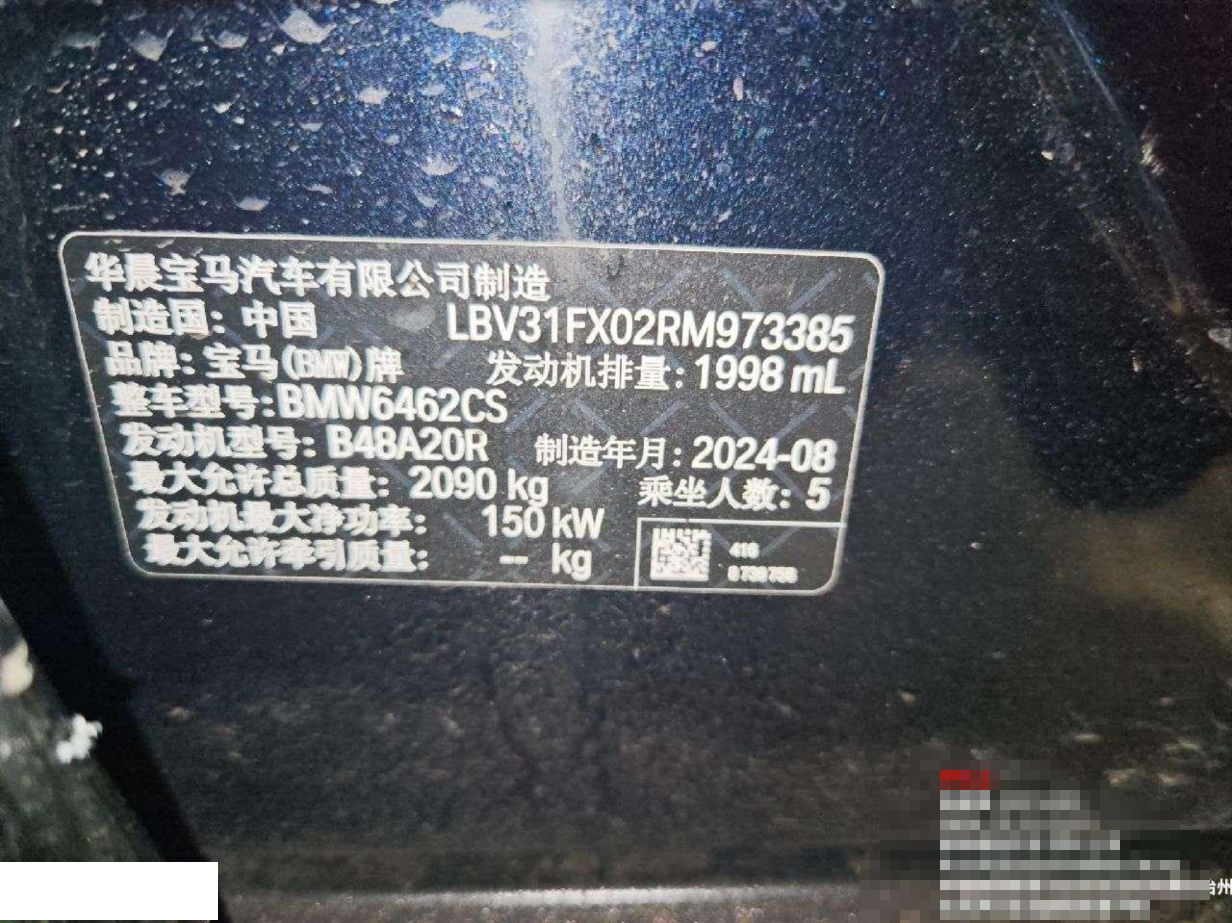 华晨宝马汽车有限公司制造
制造国：中国 LBV31FX02RM973385
品牌：宝马(BMW)牌 发动机排量：1998 mL
整车型号：BMW6462CS
发动机型号：B48A20R 制造年月：2024-08
最大允许总质量：2090 kg 乘坐人数：5
发动机最大净功率：150 kW
最大允许牵引质量：-- kg
416